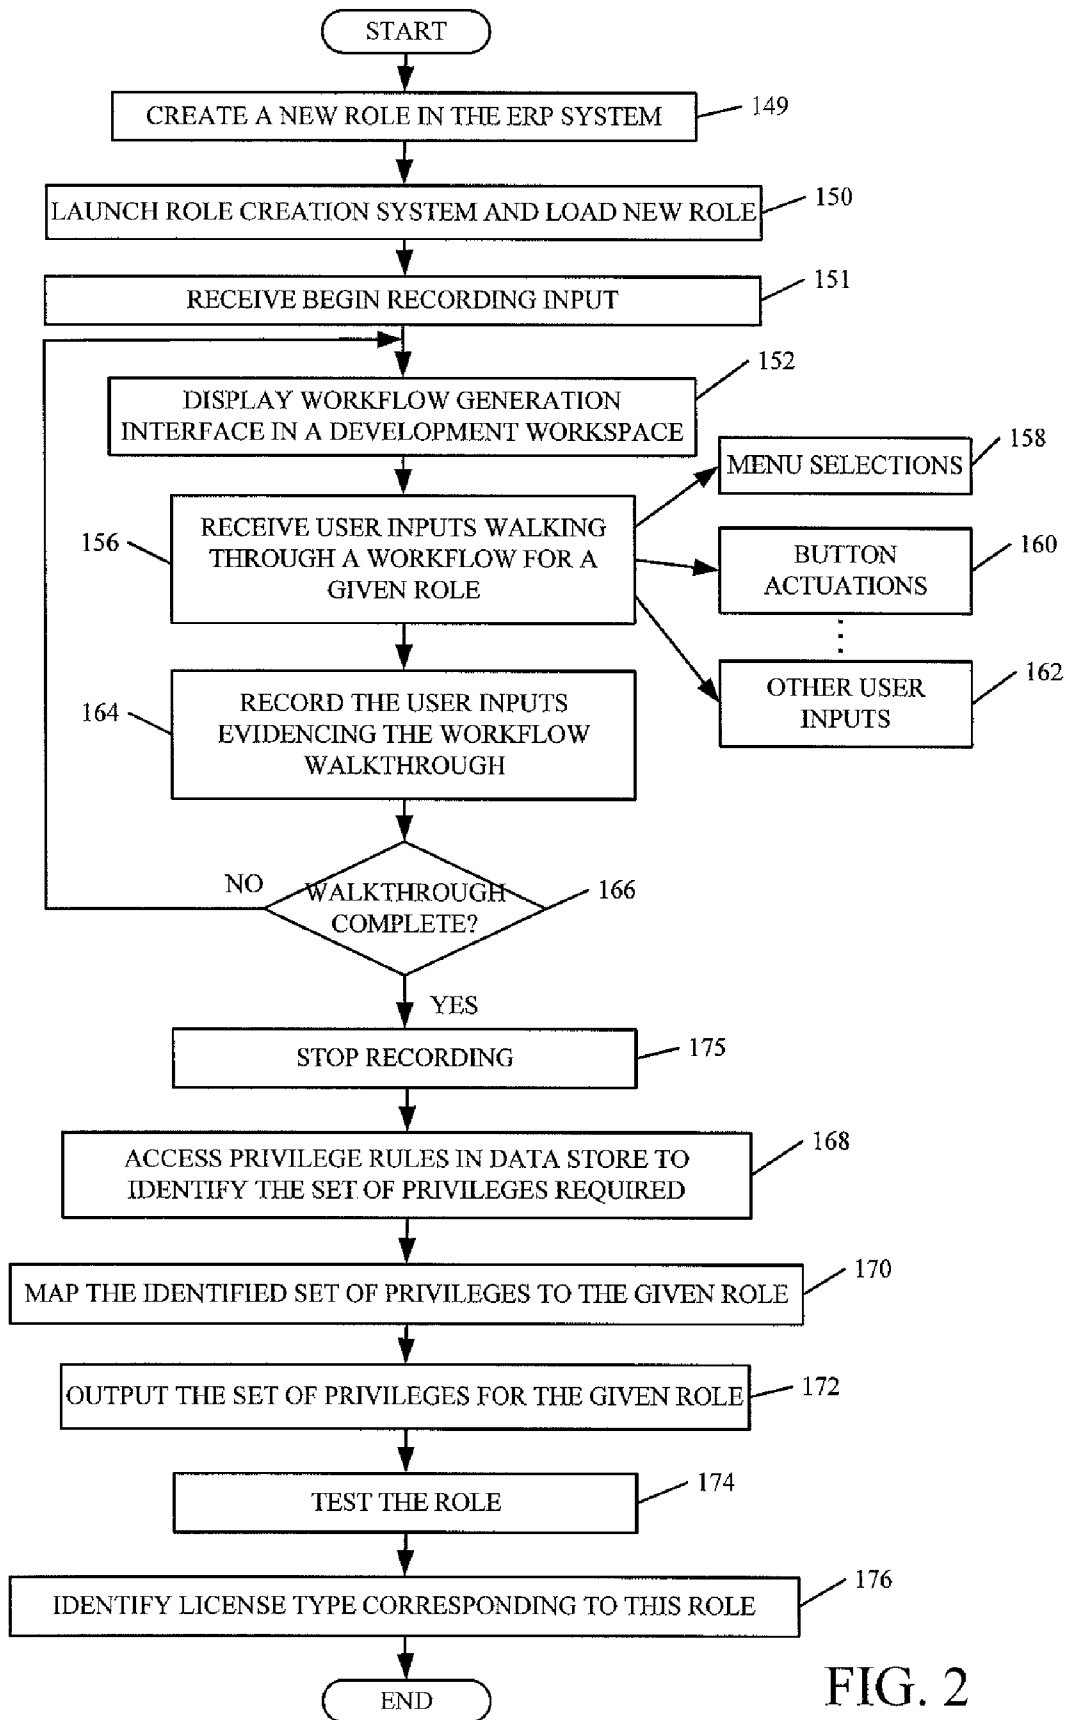 START
CREATE A NEW ROLE IN THE ERP SYSTEM
149
LAUNCH ROLE CREATION SYSTEM AND LOAD NEW ROLE
150
RECEIVE BEGIN RECORDING INPUT
151
DISPLAY WORKFLOW GENERATION
INTERFACE IN A DEVELOPMENT WORKSPACE
152
156
RECEIVE USER INPUTS WALKING
THROUGH A WORKFLOW FOR A
GIVEN ROLE
MENU SELECTIONS
158
BUTTON
ACTUATIONS
160
OTHER USER
INPUTS
162
164
RECORD THE USER INPUTS
EVIDENCING THE WORKFLOW
WALKTHROUGH
NO
WALKTHROUGH
COMPLETE?
166
YES
STOP RECORDING
175
ACCESS PRIVILEGE RULES IN DATA STORE TO
IDENTIFY THE SET OF PRIVILEGES REQUIRED
168
MAP THE IDENTIFIED SET OF PRIVILEGES TO THE GIVEN ROLE
170
OUTPUT THE SET OF PRIVILEGES FOR THE GIVEN ROLE
172
TEST THE ROLE
174
IDENTIFY LICENSE TYPE CORRESPONDING TO THIS ROLE
176
END
FIG. 2